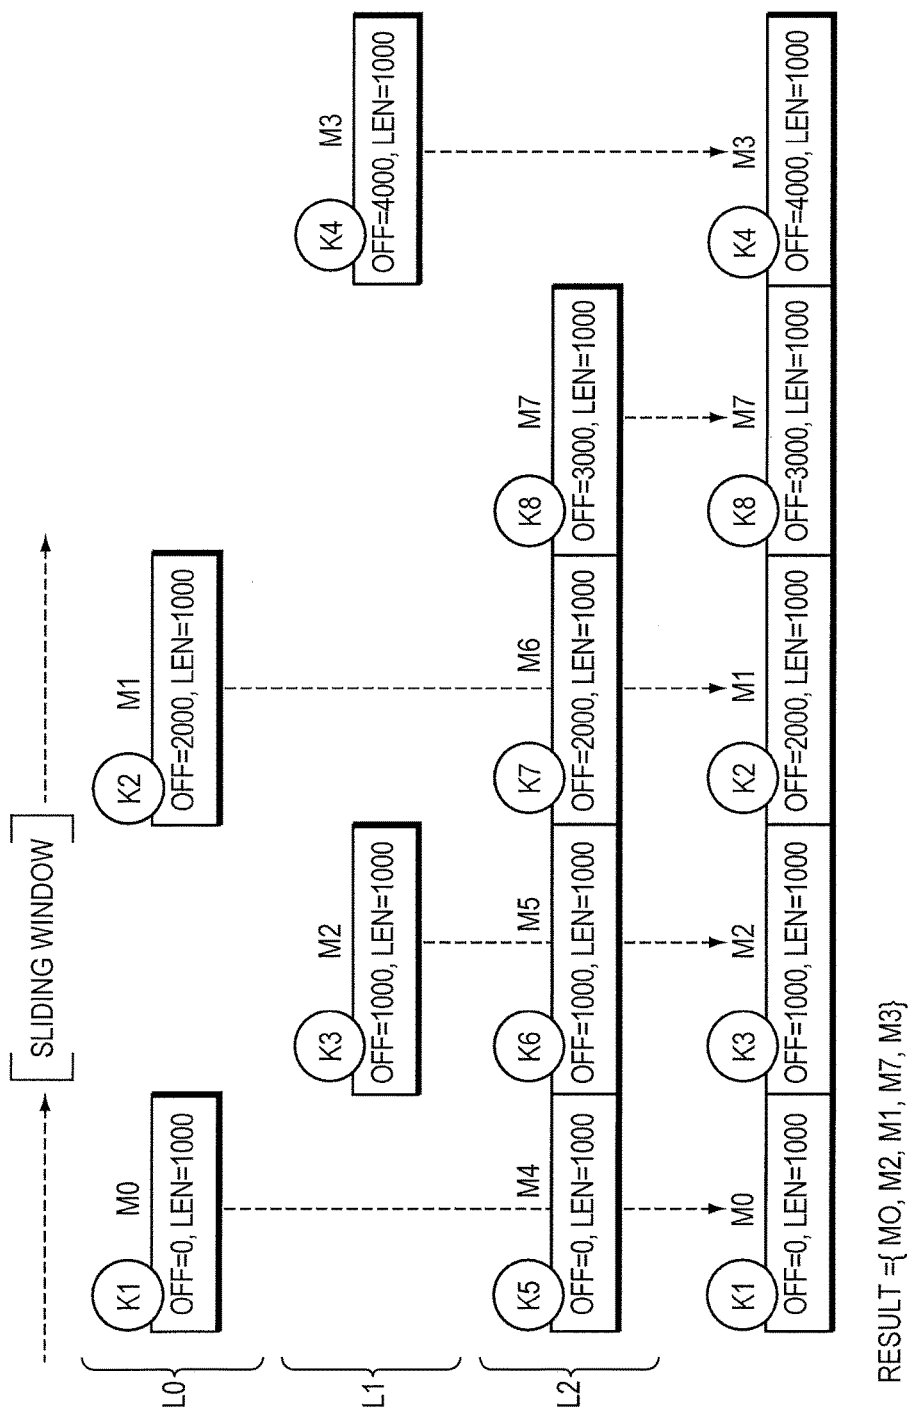 [ SLIDING WINDOW ]
L0
K1
M0
OFF=0, LEN=1000
K2
M1
OFF=2000, LEN=1000
L1
K3
M2
OFF=1000, LEN=1000
K4
M3
OFF=4000, LEN=1000
L2
K5
M4
OFF=0, LEN=1000
K6
M5
OFF=1000, LEN=1000
K7
M6
OFF=2000, LEN=1000
K8
M7
OFF=3000, LEN=1000
K1
M0
OFF=0, LEN=1000
K3
M2
OFF=1000, LEN=1000
K2
M1
OFF=2000, LEN=1000
K8
M7
OFF=3000, LEN=1000
K4
M3
OFF=4000, LEN=1000
RESULT ={ MO, M2, M1, M7, M3}